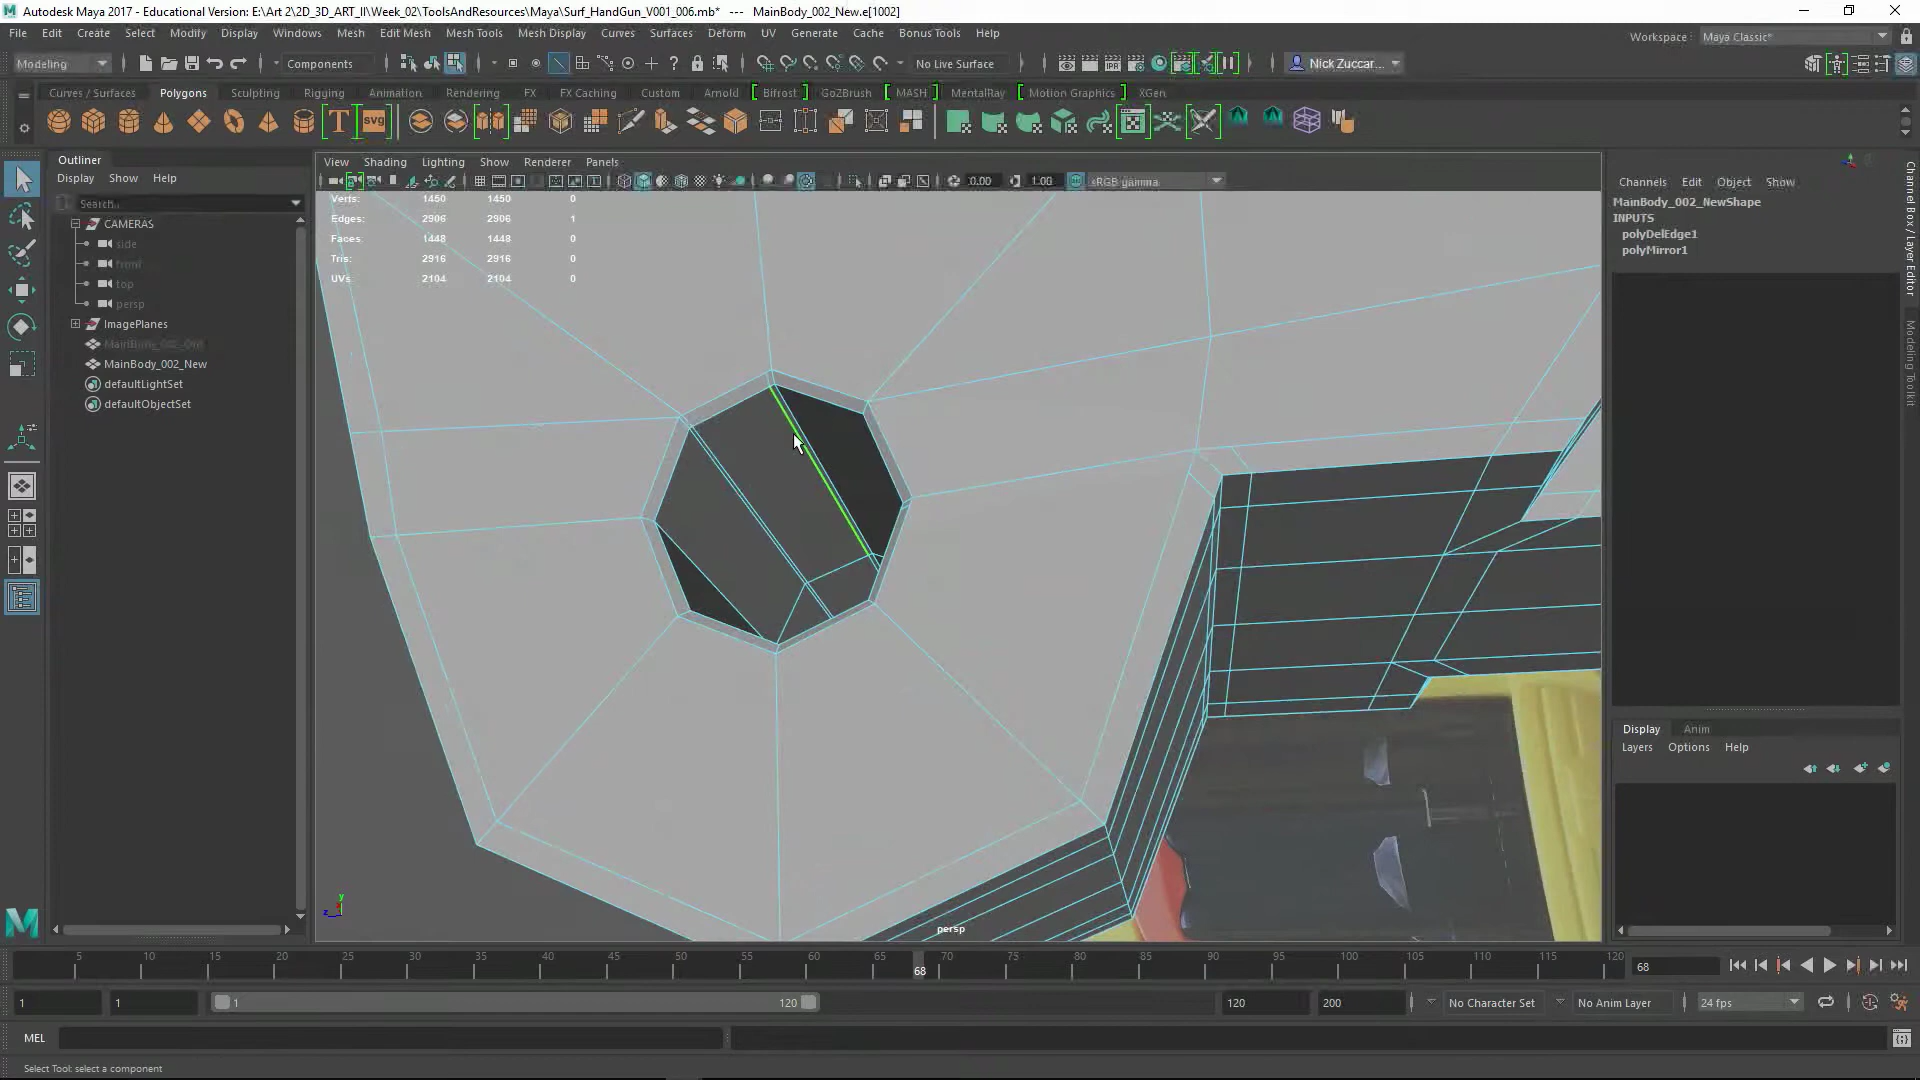 Autodesk Maya 2017 - Educational Version: E:\Art 2\2D_3D_ART_II\Week_02\ToolsAndResources\Maya\Surf_HandGun_V001_006.mb* --- MainBody_002_New.e[1002]
File Edit Create Select Modify Display Windows Mesh Edit Mesh Mesh Tools Mesh Display Curves Surfaces Deform UV Generate Cache Bonus Tools Help
Workspace : Maya Classic*
Modeling Components No Live Surface Nick Zuccar...
Curves / Surfaces Polygons Sculpting Rigging Animation Rendering FX FX Caching Custom Arnold Bifrost GoZBrush MASH MentalRay Motion Graphics XGen
T svg
Outliner
Display Show Help
Search...
CAMERAS
side
front
top
persp
ImagePlanes
MainBody_002_New
defaultLightSet
defaultObjectSet
View Shading Lighting Show Renderer Panels
0.00 1.00 sRGB gamma
Verts: 1450 1450 0
Edges: 2906 2906 1
Faces: 1448 1448 0
Tris: 2916 2916 0
UVs: 2104 2104 0
y
z
persp
Channels Edit Object Show
MainBody_002_NewShape
INPUTS
polyDelEdge1
polyMirror1
Channel Box / Layer Editor
Modeling Toolkit
Display Anim
Layers Options Help
5 10 15 20 25 30 35 40 45 50 55 60 65 68 70 75 80 85 90 95 100 105 110 115 120
68
1 1 1 120 120 200 No Character Set No Anim Layer 24 fps
MEL
Select Tool: select a component